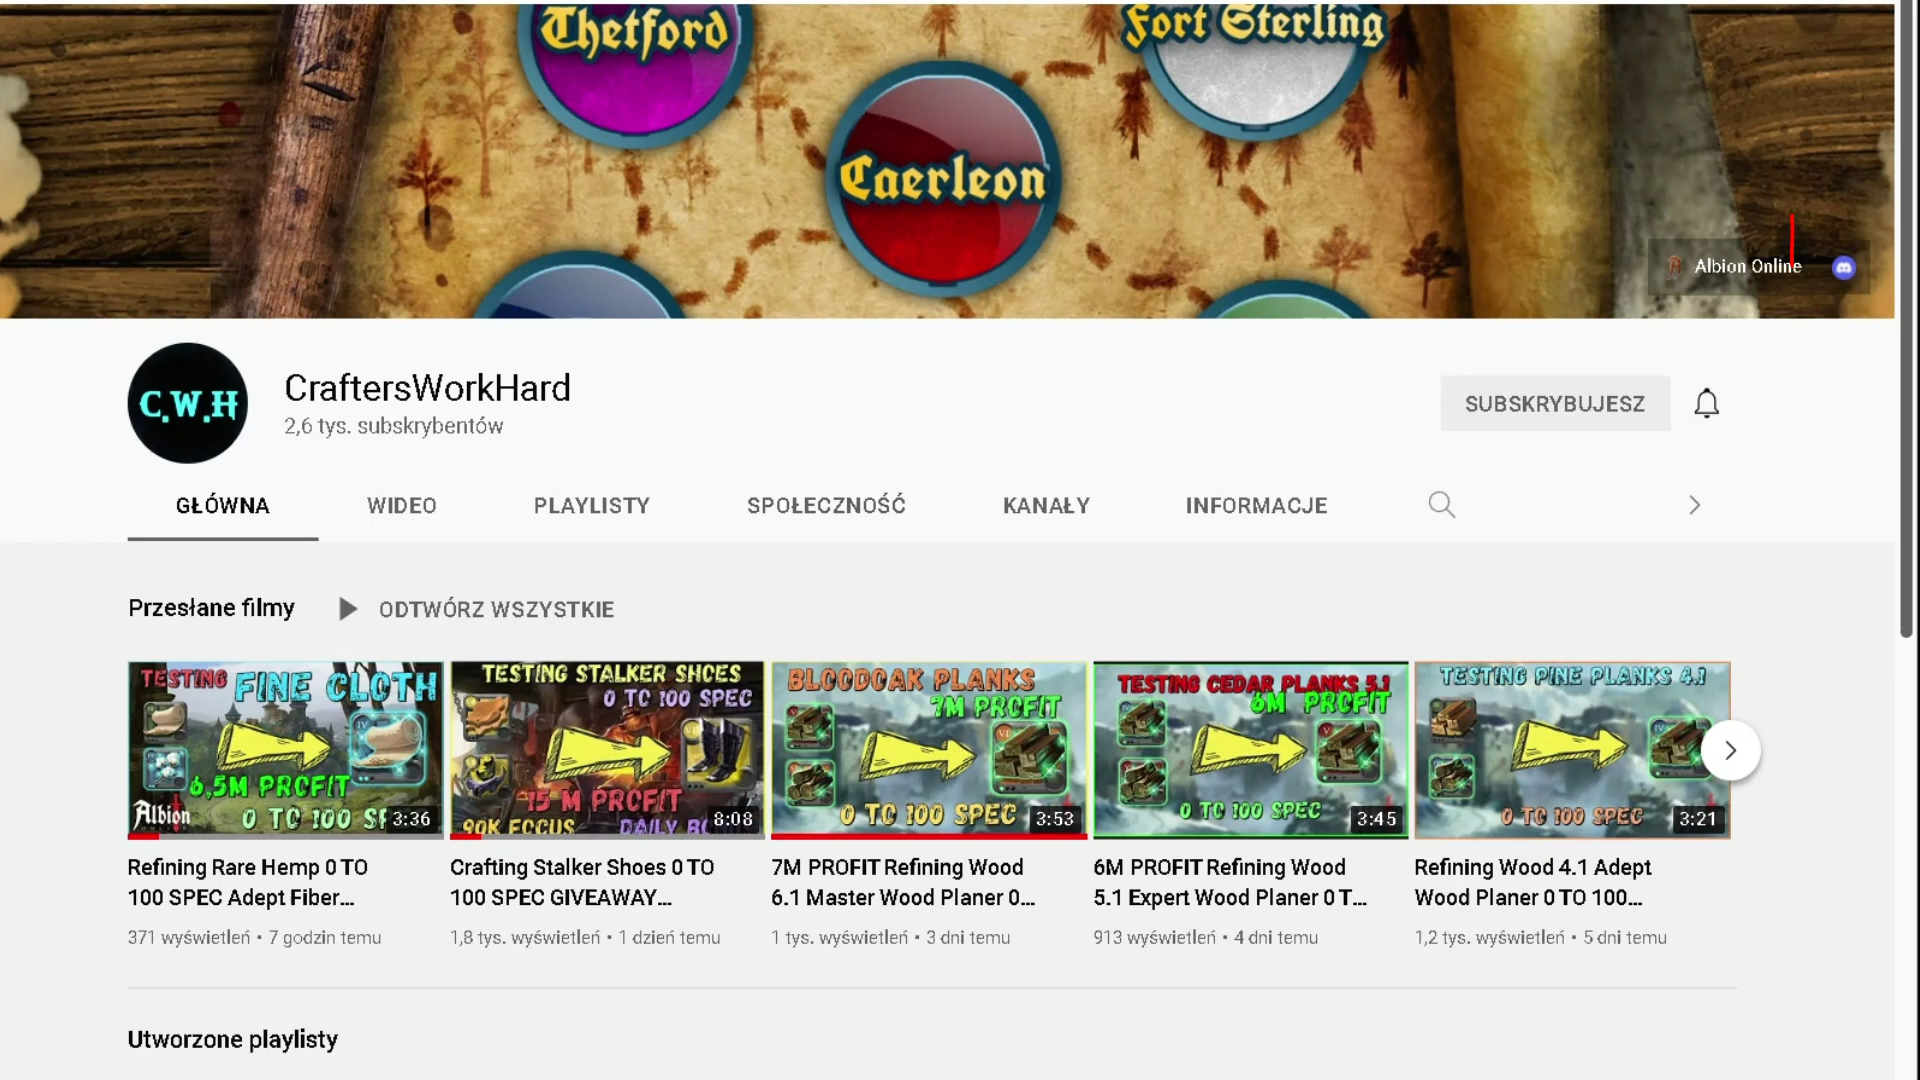 Thetford
Fort Sterling
Caerleon
Albion Online
C.W.H
CraftersWorkHard
2,6 tys. subskrybentów
SUBSKRYBUJESZ
GŁÓWNA
WIDEO
PLAYLISTY
SPOŁECZNOŚĆ
KANAŁY
INFORMACJE
Przesłane filmy
ODTWÓRZ WSZYSTKIE
TESTING FINE CLOTH
6,5M PROFIT
Albion
0 TO 100
3:36
TESTING STALKER SHOES
0 TO 100 SPEC
15 M PROFIT
90K FOCUS
DAILY
8:08
BLOODOAK PLANKS
7M PROFIT
0 TO 100 SPEC
3:53
TESTING CEDAR PLANKS 5.1
6M PROFIT
0 TO 100 SPEC
3:45
TESTING PINE PLANKS 4.1
0 TO 100 SPEC
3:21
Refining Rare Hemp 0 TO
100 SPEC Adept Fiber...
371 wyświetleń • 7 godzin temu
Crafting Stalker Shoes 0 TO
100 SPEC GIVEAWAY...
1,8 tys. wyświetleń • 1 dzień temu
7M PROFIT Refining Wood
6.1 Master Wood Planer 0...
1 tys. wyświetleń • 3 dni temu
6M PROFIT Refining Wood
5.1 Expert Wood Planer 0 T...
913 wyświetleń • 4 dni temu
Refining Wood 4.1 Adept
Wood Planer 0 TO 100...
1,2 tys. wyświetleń • 5 dni temu
Utworzone playlisty